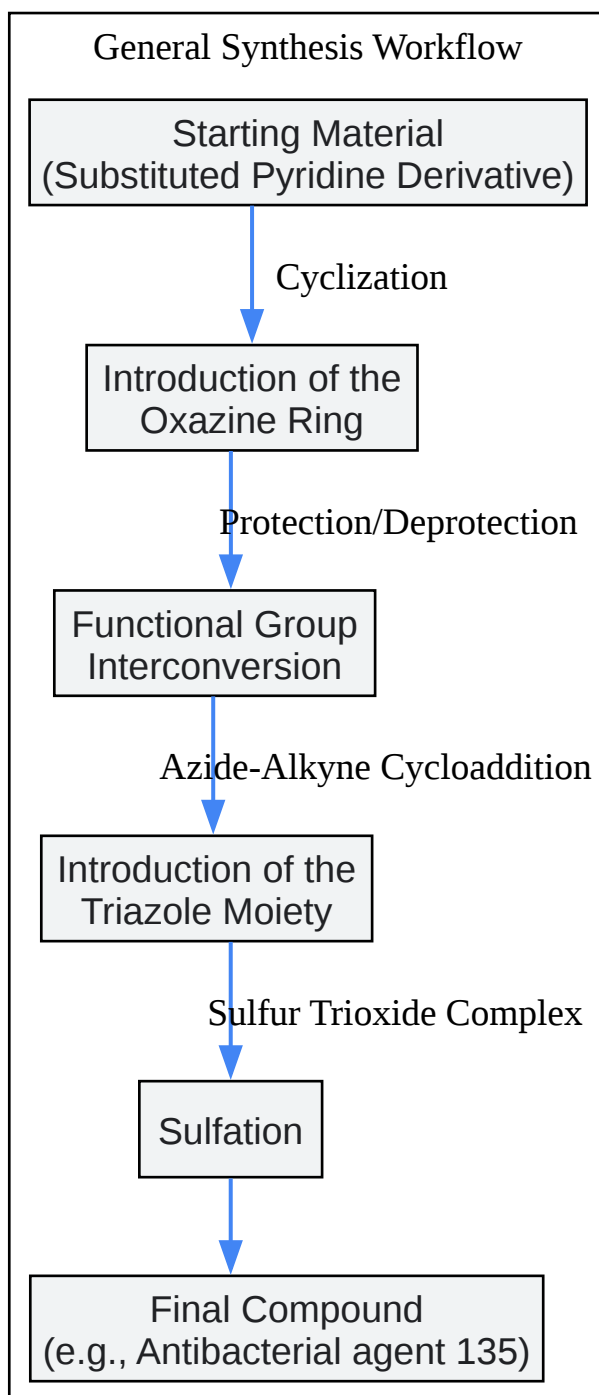 General Synthesis Workflow
Starting Material
(Substituted Pyridine Derivative)
Cyclization
Introduction of the
Oxazine Ring
Protection/Deprotection
Functional Group
Interconversion
Azide-Alkyne Cycloaddition
Introduction of the
Triazole Moiety
Sulfur Trioxide Complex
Sulfation
Final Compound
(e.g., Antibacterial agent 135)